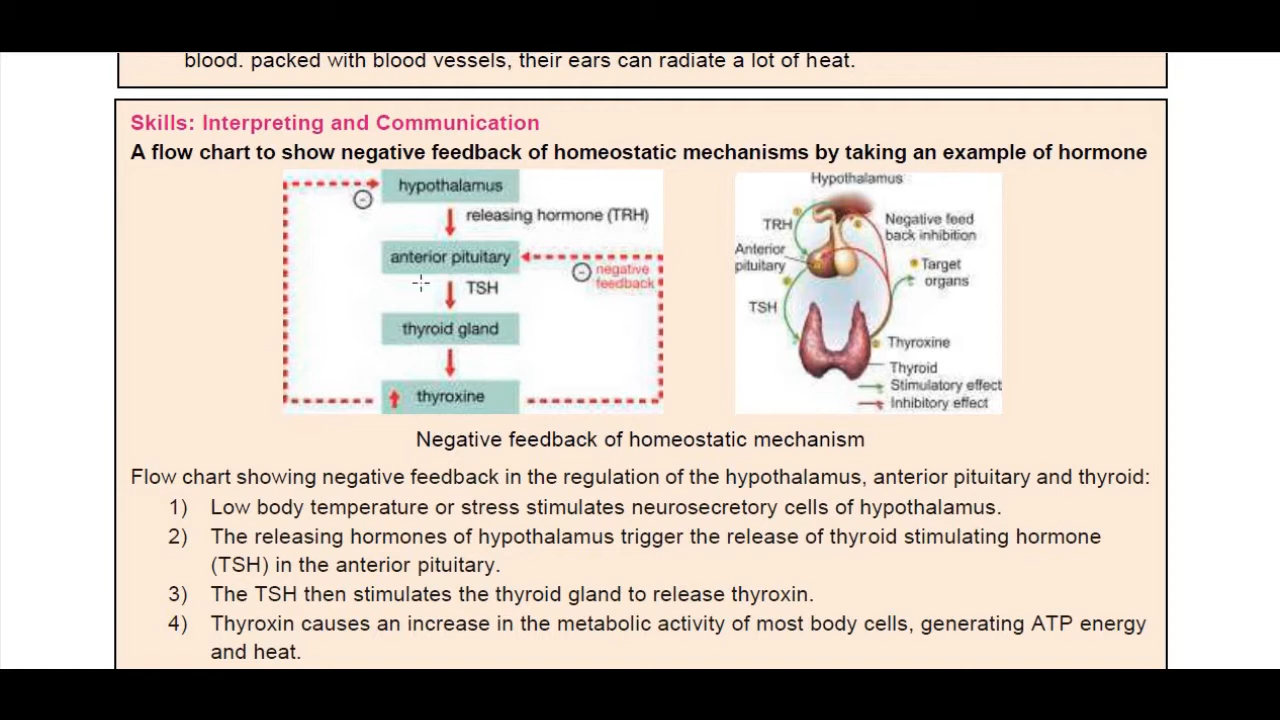 blood. packed with blood vessels, their ears can radiate a lot of heat.
Skills: Interpreting and Communication
A flow chart to show negative feedback of homeostatic mechanisms by taking an example of hormone
hypothalamus
releasing hormone (TRH)
anterior pituitary
negative
feedback
TSH
thyroid gland
thyroxine
Hypothalamus
TRH
Negative feed
back inhibition
Anterior
pituitary
Target
organs
TSH
Thyroxine
Thyroid
Stimulatory effect
Inhibitory effect
Negative feedback of homeostatic mechanism
Flow chart showing negative feedback in the regulation of the hypothalamus, anterior pituitary and thyroid:
1) Low body temperature or stress stimulates neurosecretory cells of hypothalamus.
2) The releasing hormones of hypothalamus trigger the release of thyroid stimulating hormone
(TSH) in the anterior pituitary.
3) The TSH then stimulates the thyroid gland to release thyroxin.
4) Thyroxin causes an increase in the metabolic activity of most body cells, generating ATP energy
and heat.